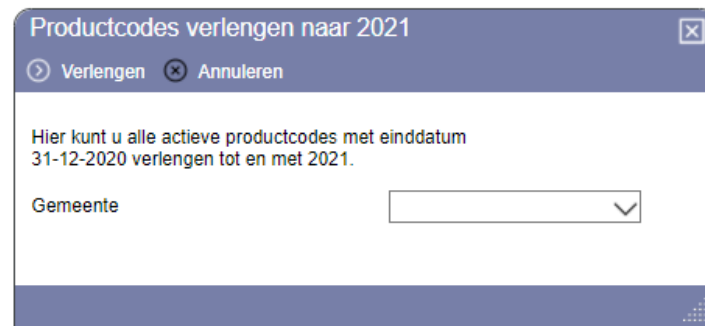 Productcodes verlengen naar 2021
Verlengen Annuleren
Hier kunt u alle actieve productcodes met einddatum
31-12-2020 verlengen tot en met 2021.
Gemeente